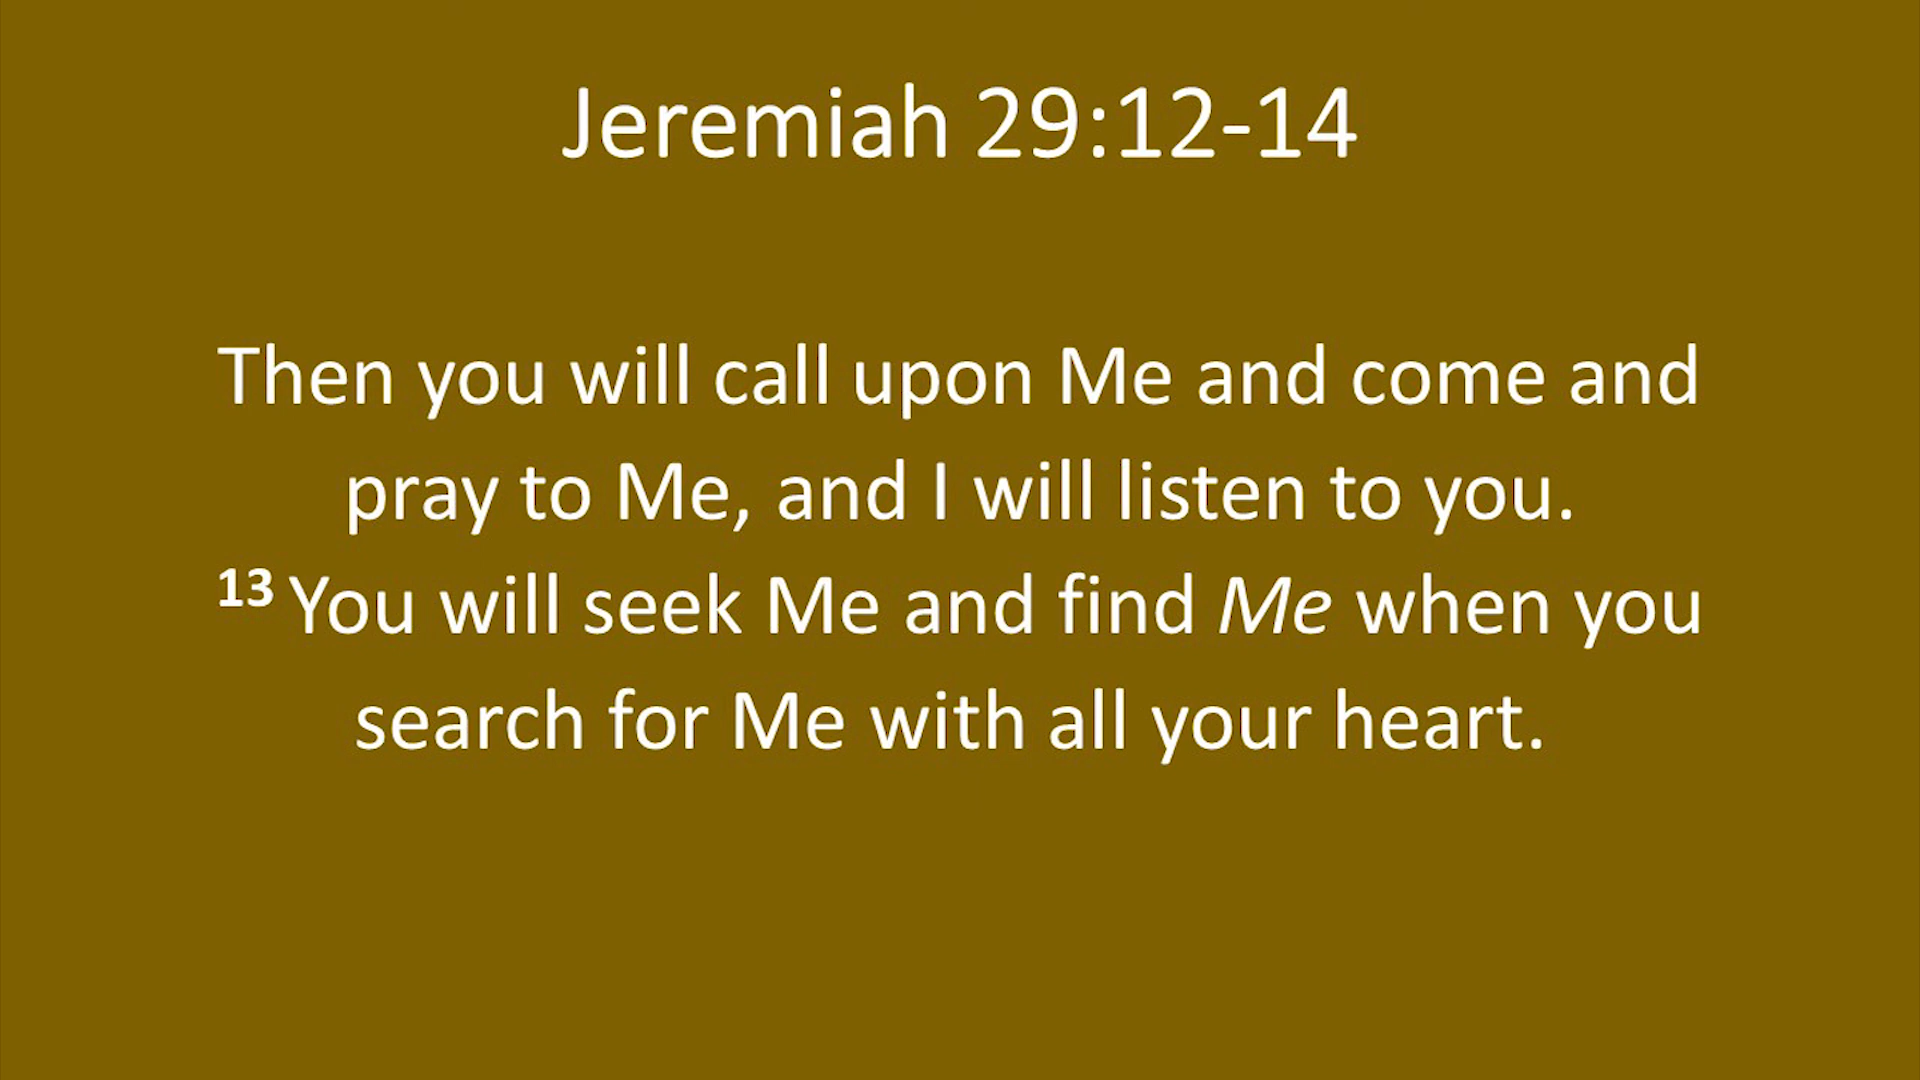 Jeremiah 29:12-14
Then you will call upon Me and come and
pray to Me, and I will listen to you.
13 You will seek Me and find Me when you
search for Me with all your heart.